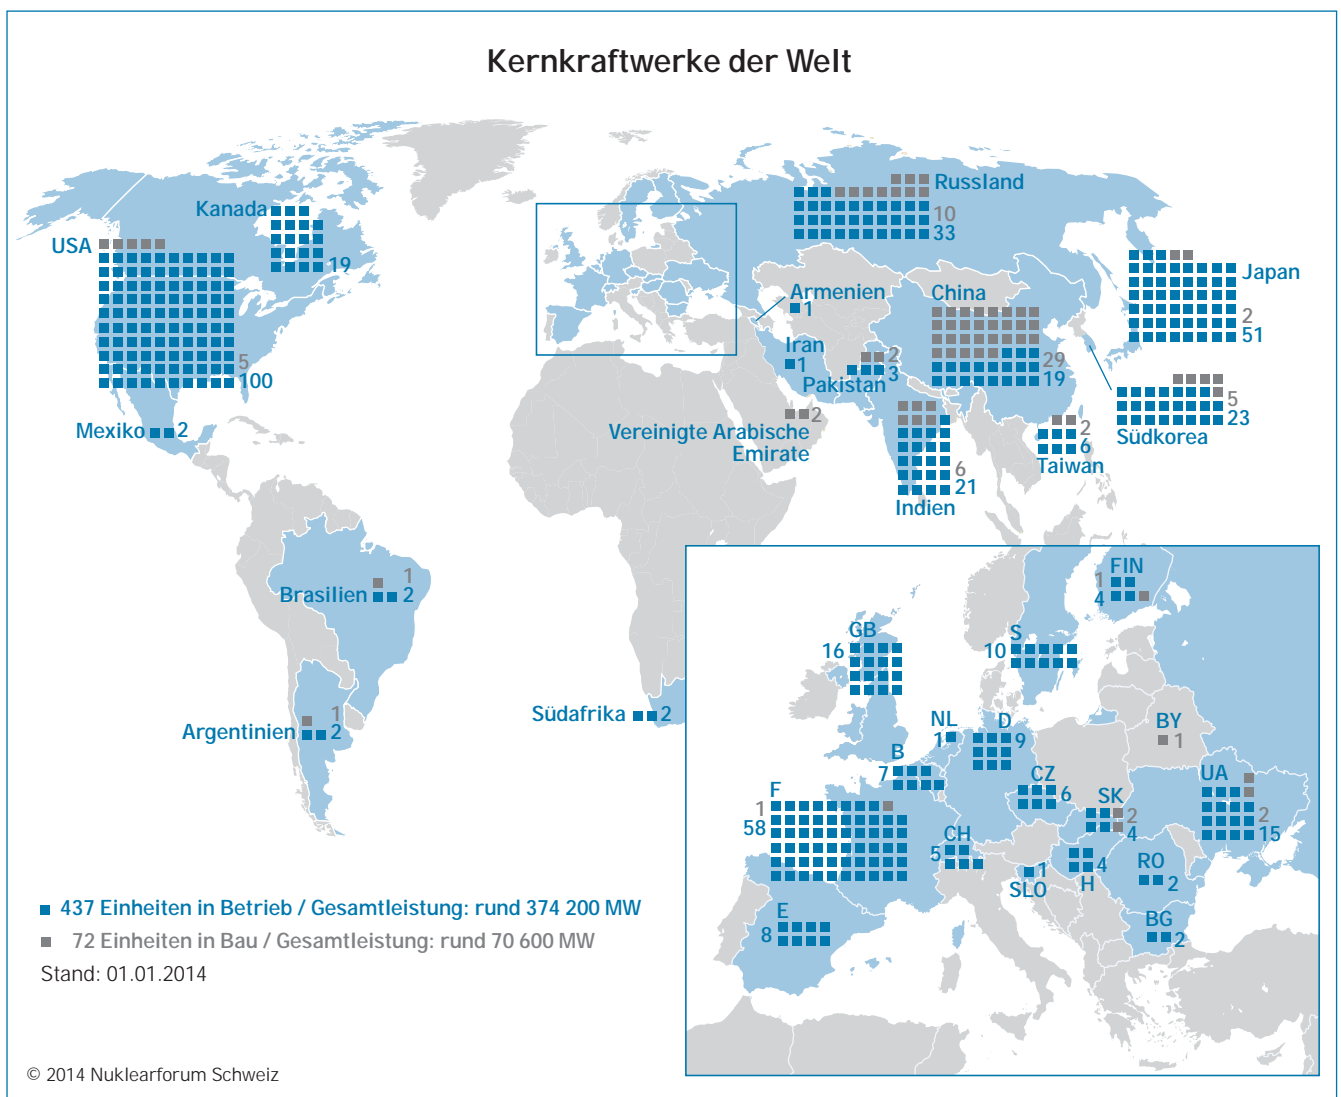 Kernkraftwerke der Welt
Kanada
19
USA
5
100
Mexiko 2
Brasilien
1
2
Argentinien
1
2
Südafrika 2
Russland
10
33
Armenien
1
Iran
1
Pakistan
2
3
China
29
19
Japan
2
51
Südkorea
5
23
Taiwan
2
6
Vereinigte Arabische
Emirate
2
Indien
6
21
FIN
1
4
S
10
GB
16
NL
1
D
9
B
7
BY
1
CZ
6
SK
2
4
UA
2
15
F
1
58
CH
5
SLO
1
H
4
RO
2
BG
2
E
8
437 Einheiten in Betrieb / Gesamtleistung: rund 374 200 MW
72 Einheiten in Bau / Gesamtleistung: rund 70 600 MW
Stand: 01.01.2014
© 2014 Nuklearforum Schweiz